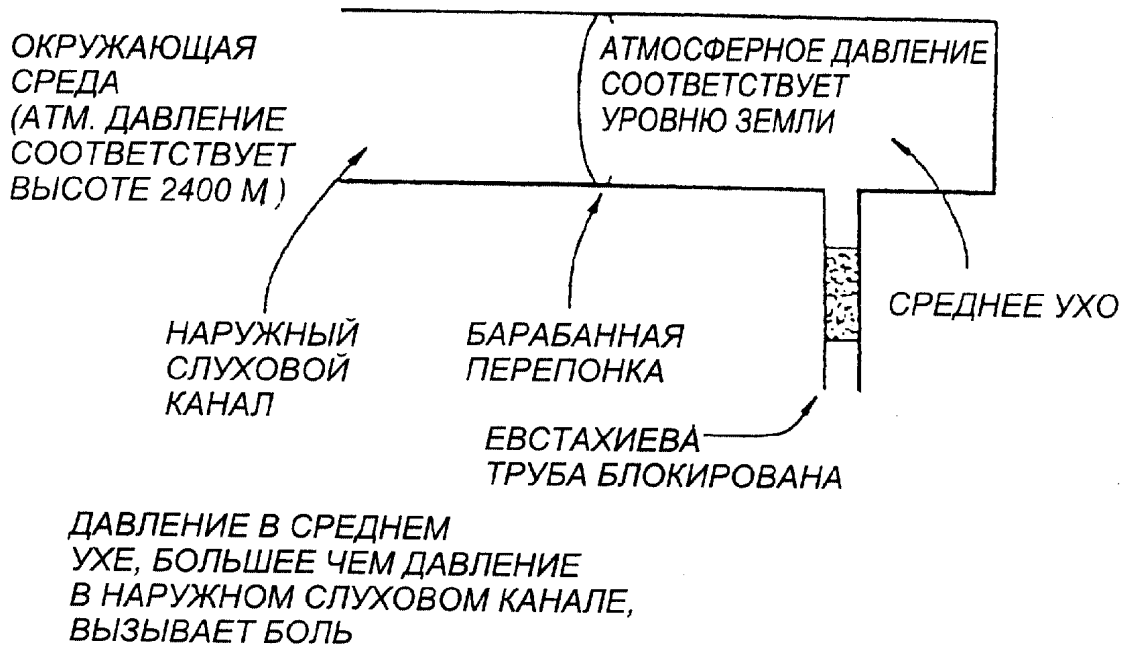 ОКРУЖАЮЩАЯ
СРЕДА
(АТМ. ДАВЛЕНИЕ
СООТВЕТСТВУЕТ
ВЫСОТЕ 2400 М )
АТМОСФЕРНОЕ ДАВЛЕНИЕ
СООТВЕТСТВУЕТ
УРОВНЮ ЗЕМЛИ
НАРУЖНЫЙ
СЛУХОВОЙ
КАНАЛ
БАРАБАННАЯ
ПЕРЕПОНКА
СРЕДНЕЕ УХО
ЕВСТАХИЕВА
ТРУБА БЛОКИРОВАНА
ДАВЛЕНИЕ В СРЕДНЕМ
УХЕ, БОЛЬШЕЕ ЧЕМ ДАВЛЕНИЕ
В НАРУЖНОМ СЛУХОВОМ КАНАЛЕ,
ВЫЗЫВАЕТ БОЛЬ